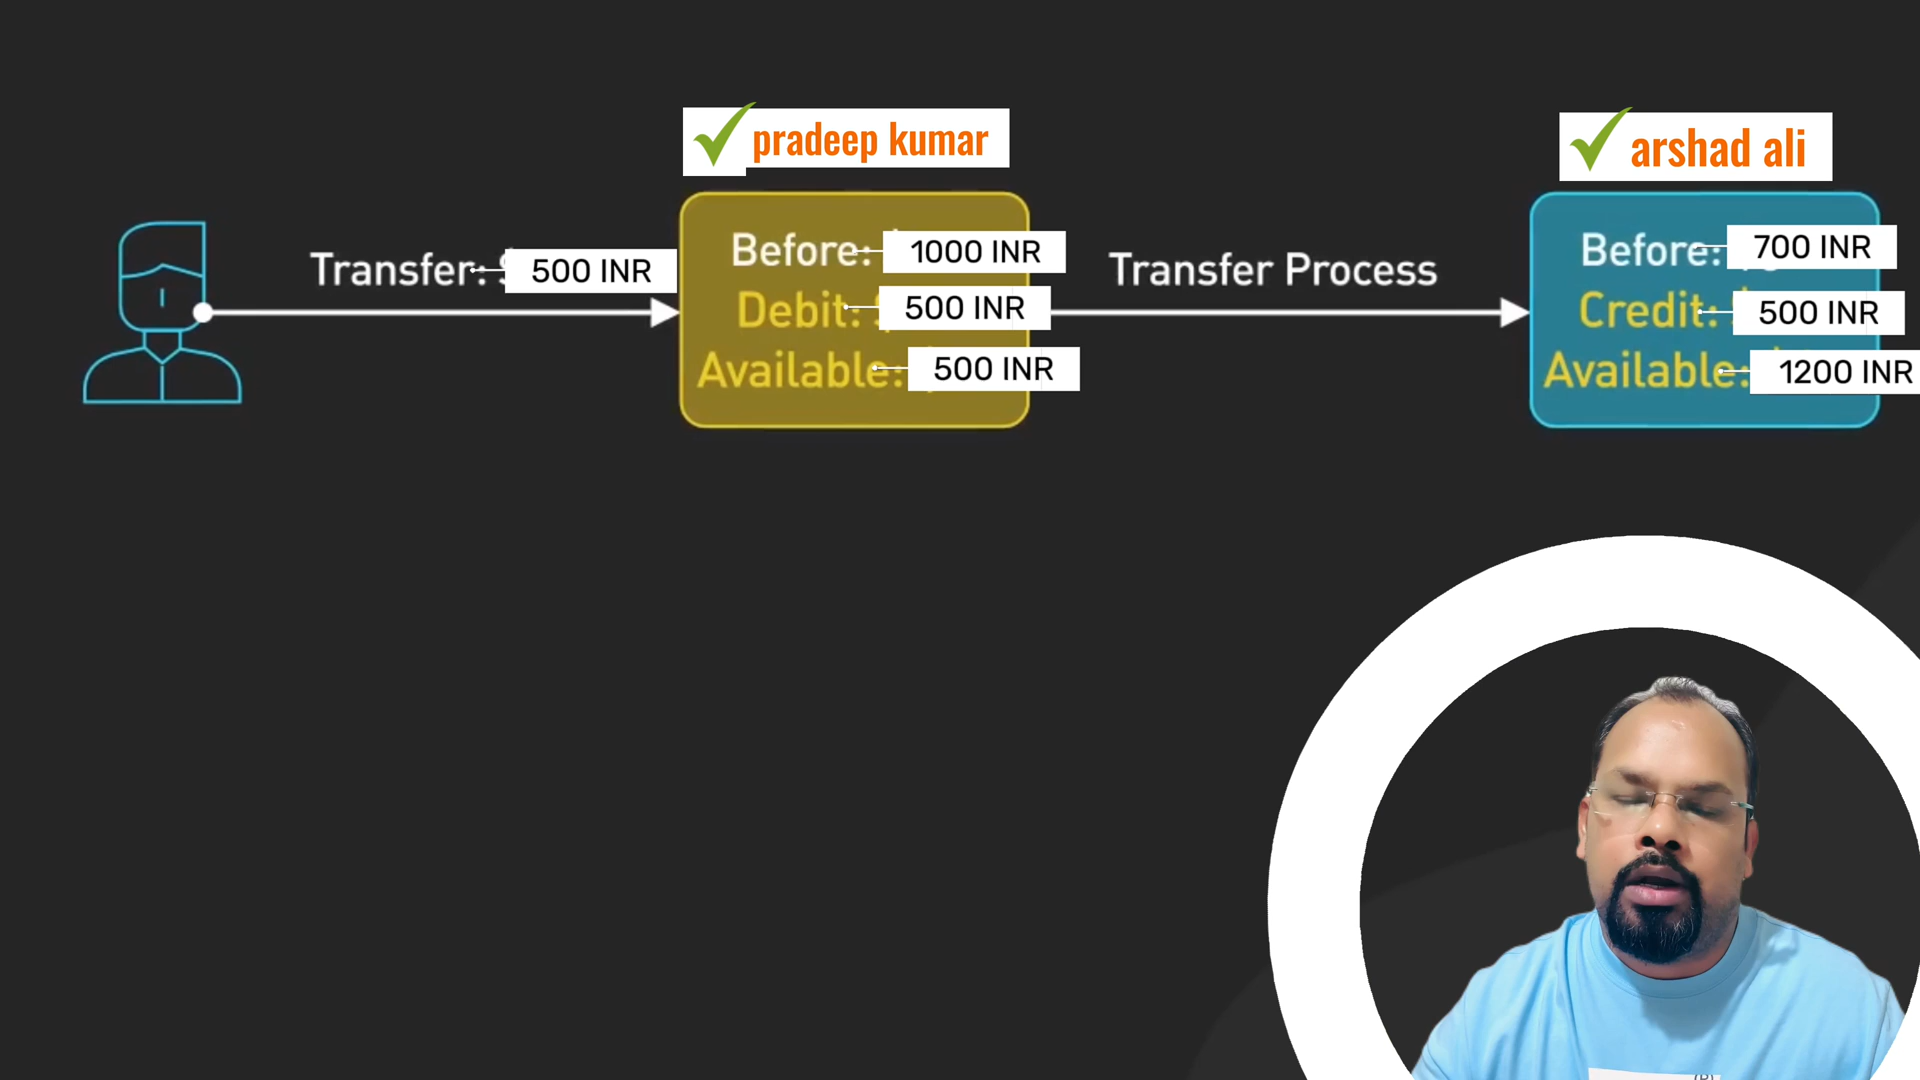 pradeep kumar
arshad ali
Transfer: 500 INR
Before: 1000 INR
Debit: 500 INR
Available: 500 INR
Transfer Process
Before: 700 INR
Credit: 500 INR
Available: 1200 INR